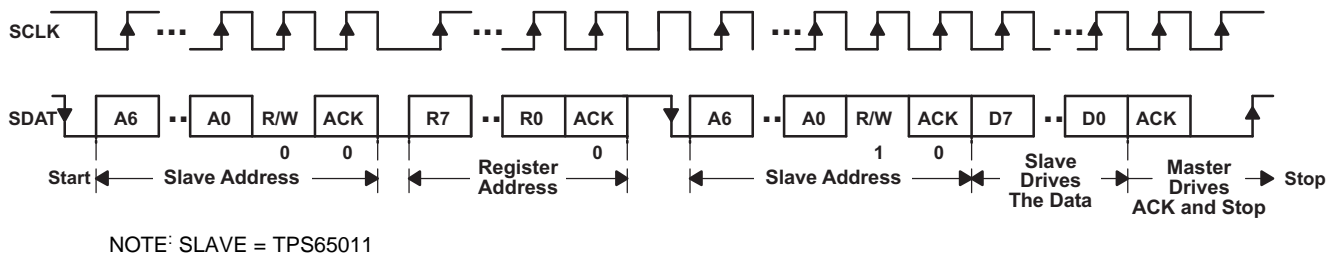 SCLK ... ... ... ...
SDAT A6 .. A0 R/W ACK R7 .. R0 ACK A6 .. A0 R/W ACK D7 .. D0 ACK
0 0 0 1 0
Start Slave Address Register Address Slave Address Slave Drives The Data Master Drives ACK and Stop Stop
NOTE: SLAVE = TPS65011